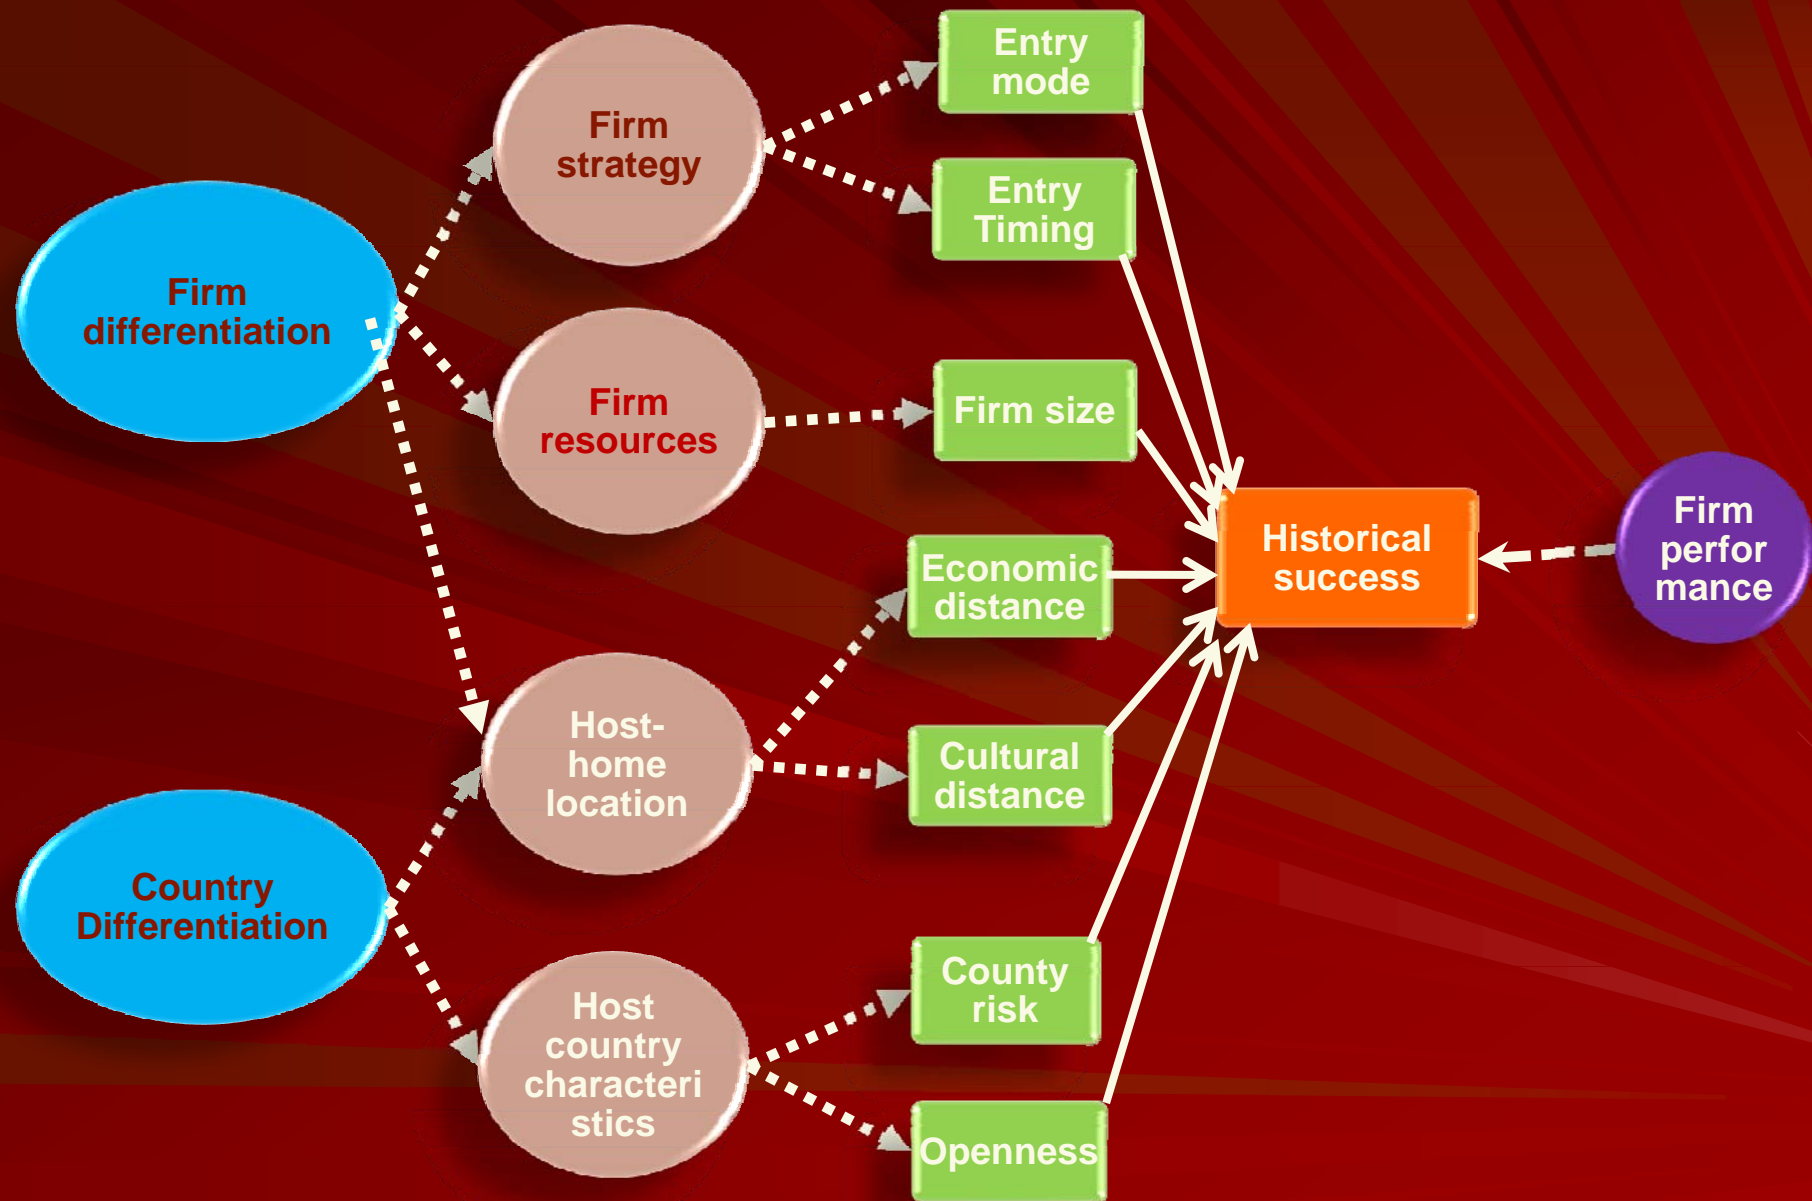 Entry
mode
Firm
strategy
Entry
Timing
Firm
differentiation
Firm
resources
Firm size
Historical
success
Firm
perfor
mance
Economic
distance
Host-
home
location
Cultural
distance
Country
Differentiation
County
risk
Host
country
characteri
stics
Openness